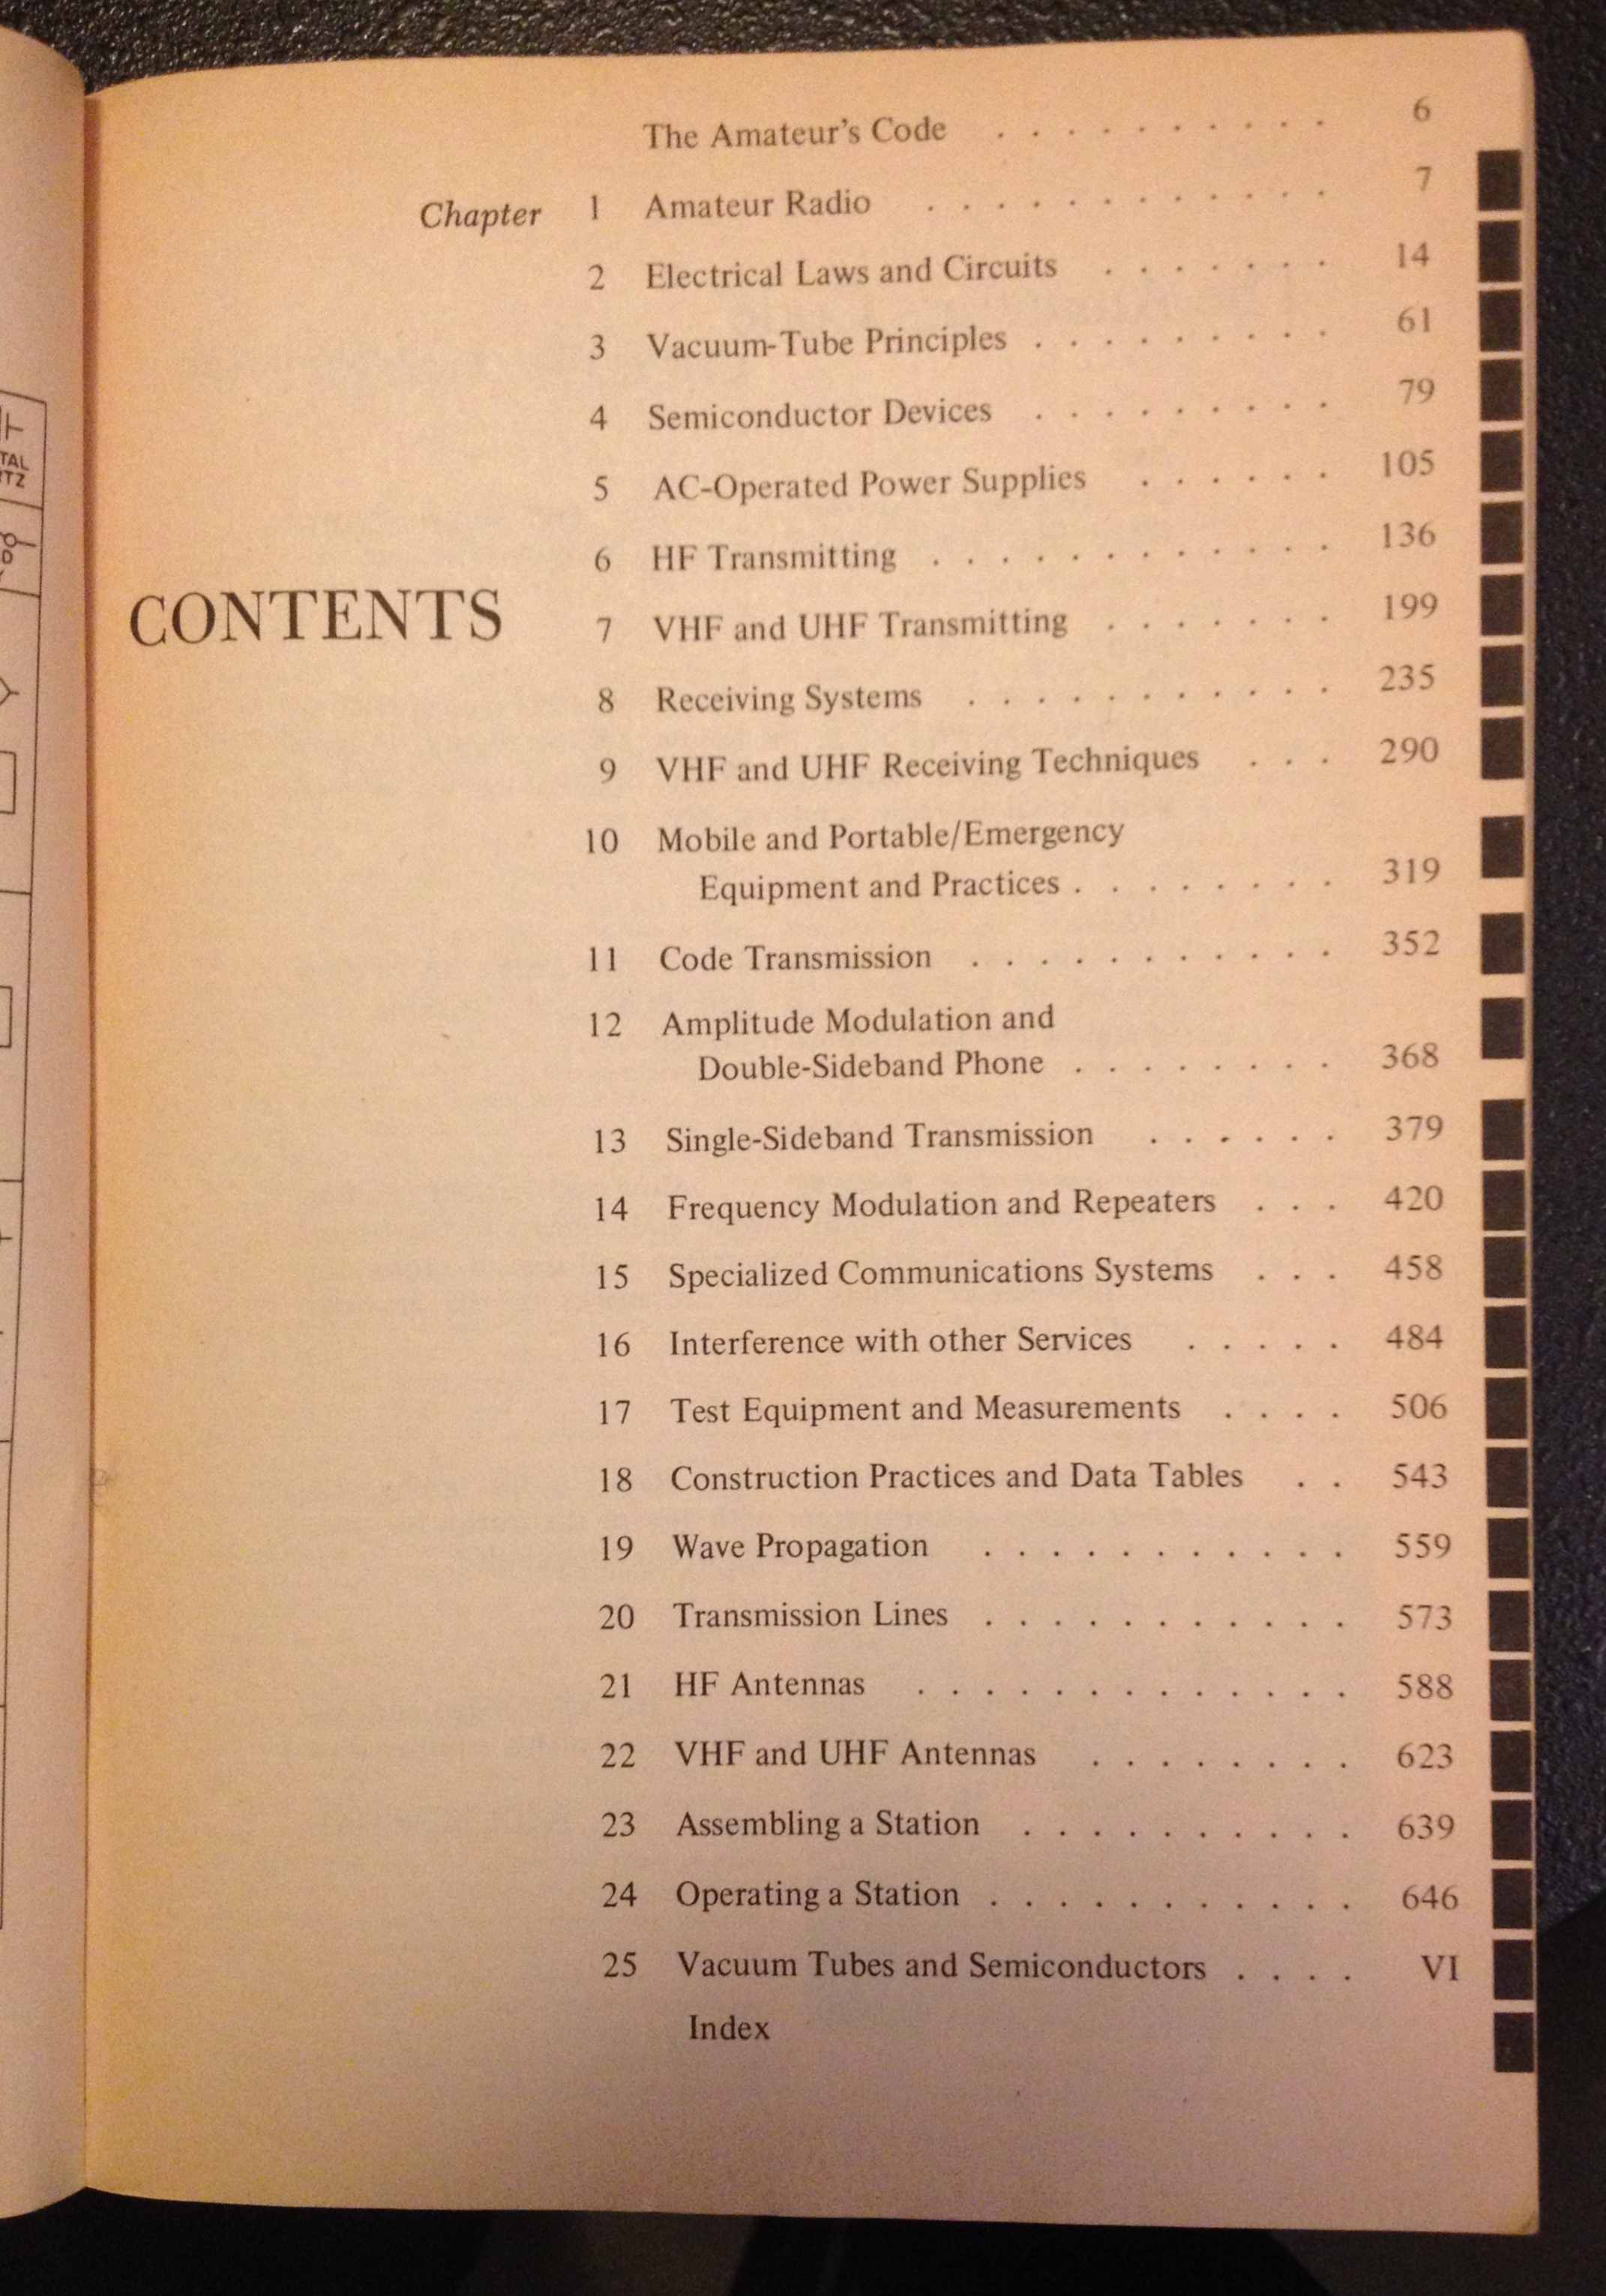 TAL
TZ
CONTENTS
The Amateur's Code . . . . . . . . . . 6
Chapter 1 Amateur Radio . . . . . . . . . . . . 7
2 Electrical Laws and Circuits . . . . . . . 14
3 Vacuum-Tube Principles . . . . . . . . . 61
4 Semiconductor Devices . . . . . . . . . 79
5 AC-Operated Power Supplies . . . . . . 105
6 HF Transmitting . . . . . . . . . . . . 136
7 VHF and UHF Transmitting . . . . . . . 199
8 Receiving Systems . . . . . . . . . . . 235
9 VHF and UHF Receiving Techniques . . . 290
10 Mobile and Portable/Emergency
Equipment and Practices . . . . . . . . 319
11 Code Transmission . . . . . . . . . . . 352
12 Amplitude Modulation and
Double-Sideband Phone . . . . . . . . 368
13 Single-Sideband Transmission . . . . . . 379
14 Frequency Modulation and Repeaters . . . 420
15 Specialized Communications Systems . . . 458
16 Interference with other Services . . . . . 484
17 Test Equipment and Measurements . . . . 506
18 Construction Practices and Data Tables . . 543
19 Wave Propagation . . . . . . . . . . . 559
20 Transmission Lines . . . . . . . . . . . 573
21 HF Antennas . . . . . . . . . . . . . 588
22 VHF and UHF Antennas . . . . . . . . 623
23 Assembling a Station . . . . . . . . . . 639
24 Operating a Station . . . . . . . . . . . 646
25 Vacuum Tubes and Semiconductors . . . . VI
Index